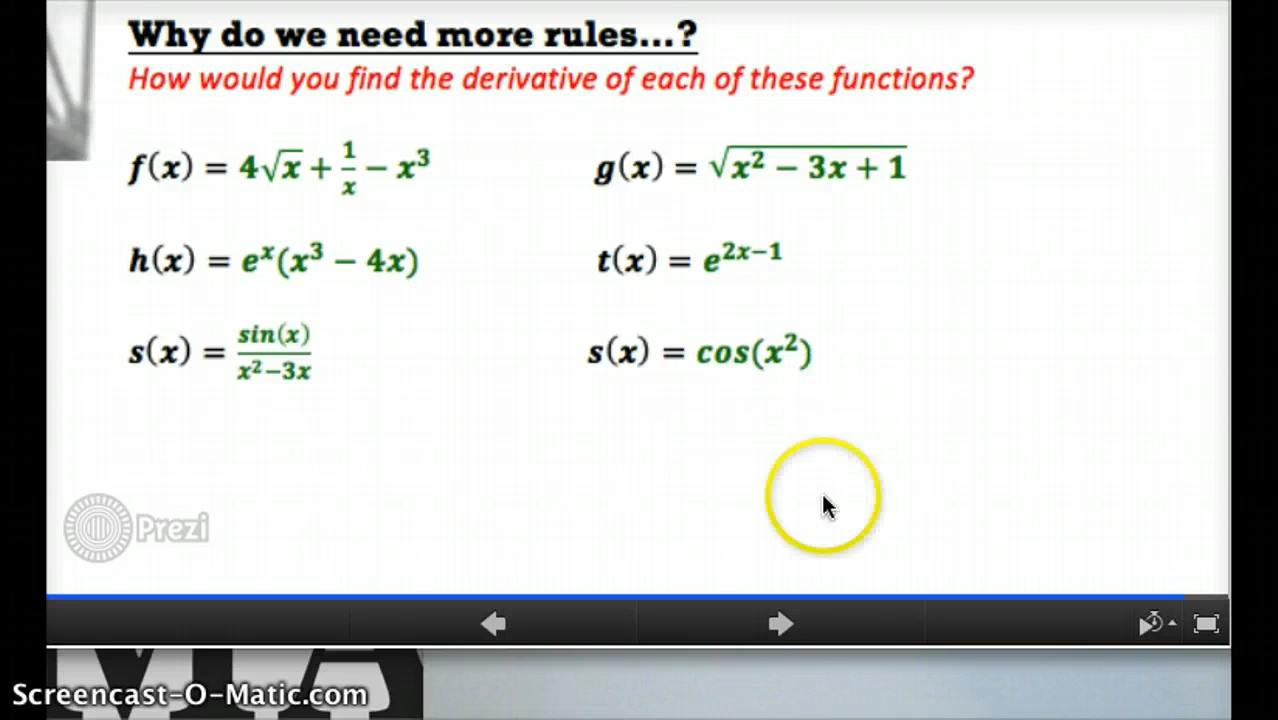 Why do we need more rules...?
How would you find the derivative of each of these functions?
f(x) = 4√x + 1/x − x³
g(x) = √(x² − 3x + 1)
h(x) = eˣ(x³ − 4x)
t(x) = e²ˣ⁻¹
s(x) = sin(x)/(x²−3x)
s(x) = cos(x²)
Prezi
Screencast-O-Matic.com